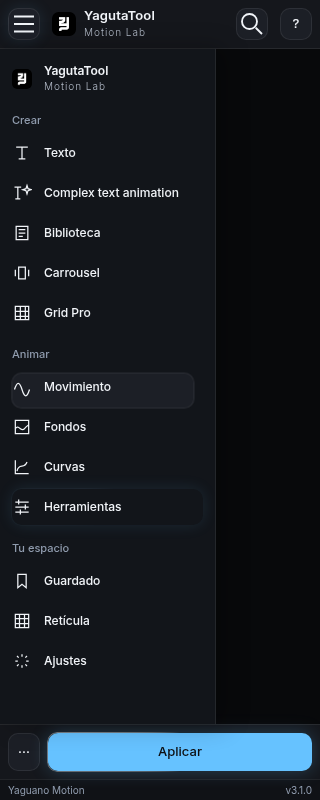 YagutaTool
Motion Lab
?
YagutaTool
Motion Lab
Crear
Texto
Complex text animation
Biblioteca
Carrousel
Grid Pro
Animar
Movimiento
Fondos
Curvas
Herramientas
Tu espacio
Guardado
Retícula
Ajustes
...
Aplicar
Yaguano Motion
v3.1.0